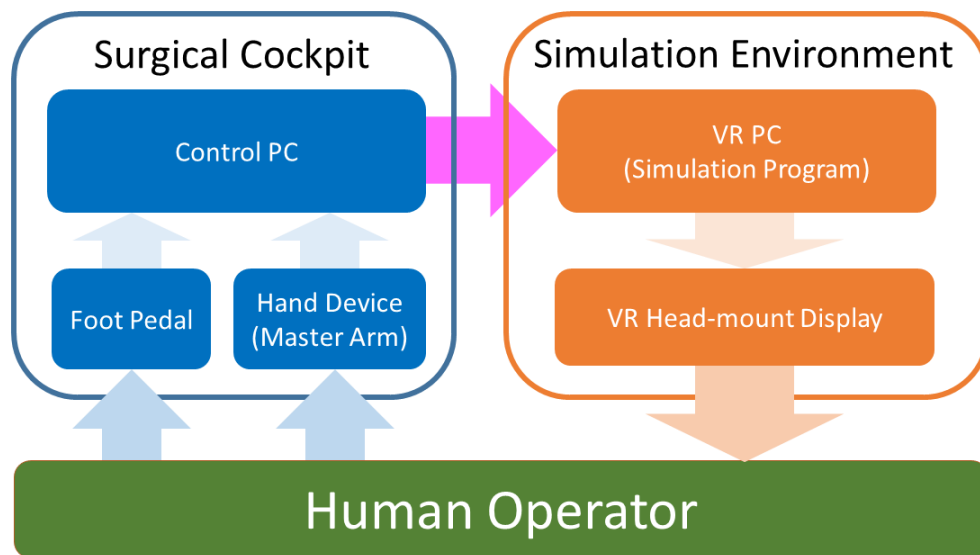 Surgical Cockpit
Control PC
Foot Pedal
Hand Device
(Master Arm)
Simulation Environment
VR PC
(Simulation Program)
VR Head-mount Display
Human Operator